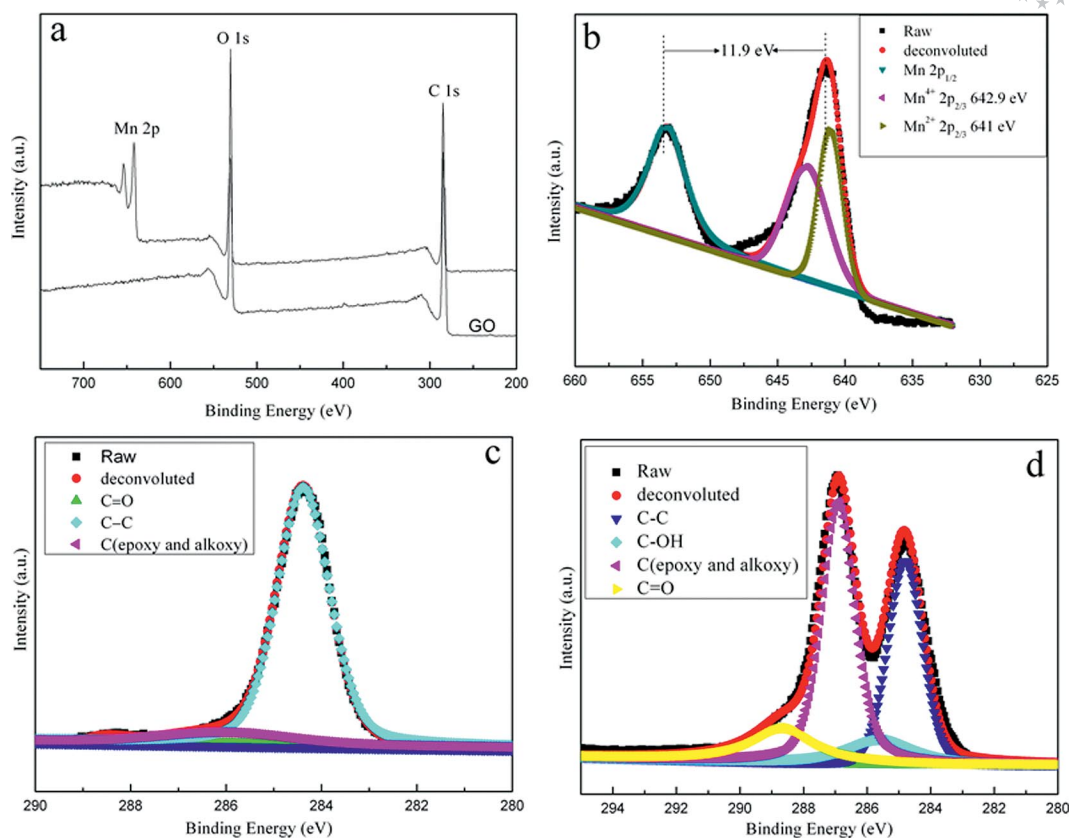 a
O 1s
C 1s
Mn 2p
GO
Intensity (a.u.)
700 600 500 400 300 200
Binding Energy (eV)
b
11.9 eV
Raw
deconvoluted
Mn 2p1/2
Mn4+ 2p2/3 642.9 eV
Mn2+ 2p2/3 641 eV
Intensity (a.u.)
660 655 650 645 640 635 630 625
Binding Energy (eV)
c
Raw
deconvoluted
C=O
C–C
C(epoxy and alkoxy)
Intensity (a.u.)
290 288 286 284 282 280
Binding Energy (eV)
d
Raw
deconvoluted
C-C
C-OH
C(epoxy and alkoxy)
C=O
Intensity (a.u.)
294 292 290 288 286 284 282 280
Binding Energy (eV)